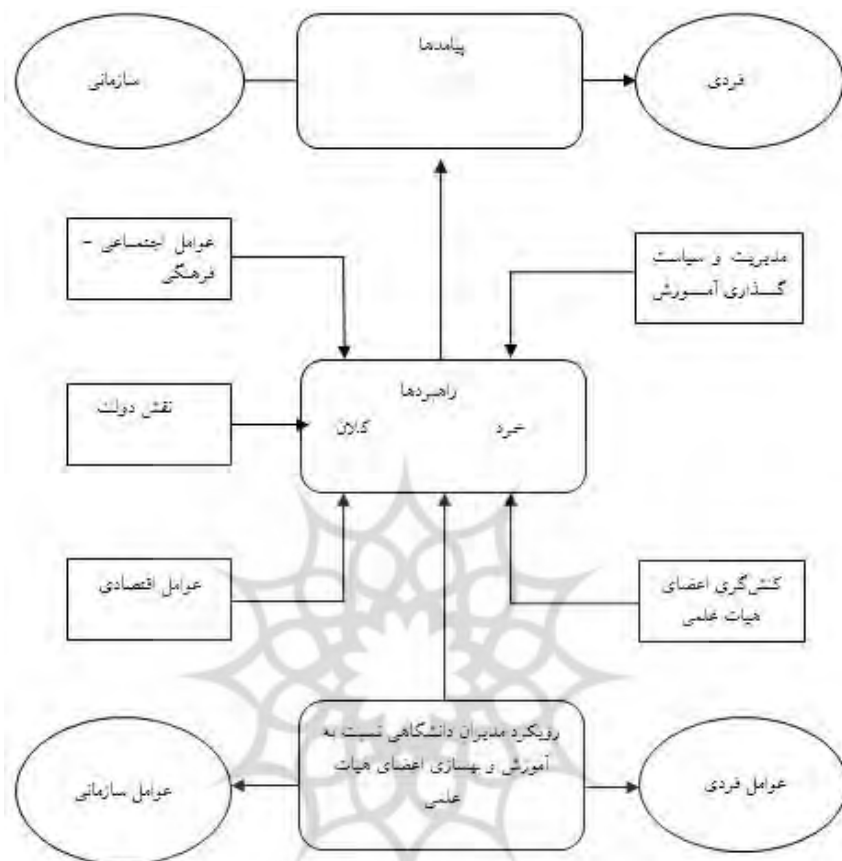 پیامدها
سازمانی
فردی
عوامل اجتماعی –
فرهنگی
مدیریت و سیاست
گذاری آموزش
راهبردها
خرد
کلان
نقش دولت
عوامل اقتصادی
کنش‌گری اعضای
هیات علمی
رویکرد مدیران دانشگاهی نسبت به
آموزش و بهسازی اعضای هیات
علمی
عوامل سازمانی
عوامل فردی